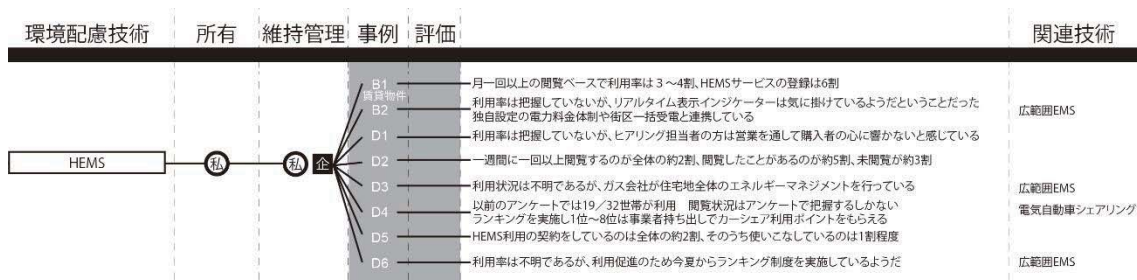 環境配慮技術 所有 維持管理 事例 評価 関連技術
B1 月一回以上の閲覧ベースで利用率は3～4割、HEMSサービスの登録は6割
賃貸物件
B2 利用率は把握していないが、リアルタイム表示インジケーターは気に掛けているようだということだった 広範囲EMS
独自設定の電力料金体制や街区一括受電と連携している
D1 利用率は把握していないが、ヒアリング担当者の方は営業を通して購入者の心に響かないと感じている
HEMS 私 私 企 D2 一週間に一回以上閲覧するのが全体の約2割、閲覧したことがあるのが約5割、未閲覧が約3割
D3 利用状況は不明であるが、ガス会社が住宅地全体のエネルギーマネジメントを行っている 広範囲EMS
以前のアンケートでは19／32世帯が利用 閲覧状況はアンケートで把握するしかない
D4 ランキングを実施し1位～8位は事業者持ち出しでカーシェア利用ポイントをもらえる 電気自動車シェアリング
D5 HEMS利用の契約をしているのは全体の約2割、そのうち使いこなしているのは1割程度
D6 利用率は不明であるが、利用促進のため今夏からランキング制度を実施しているようだ 広範囲EMS